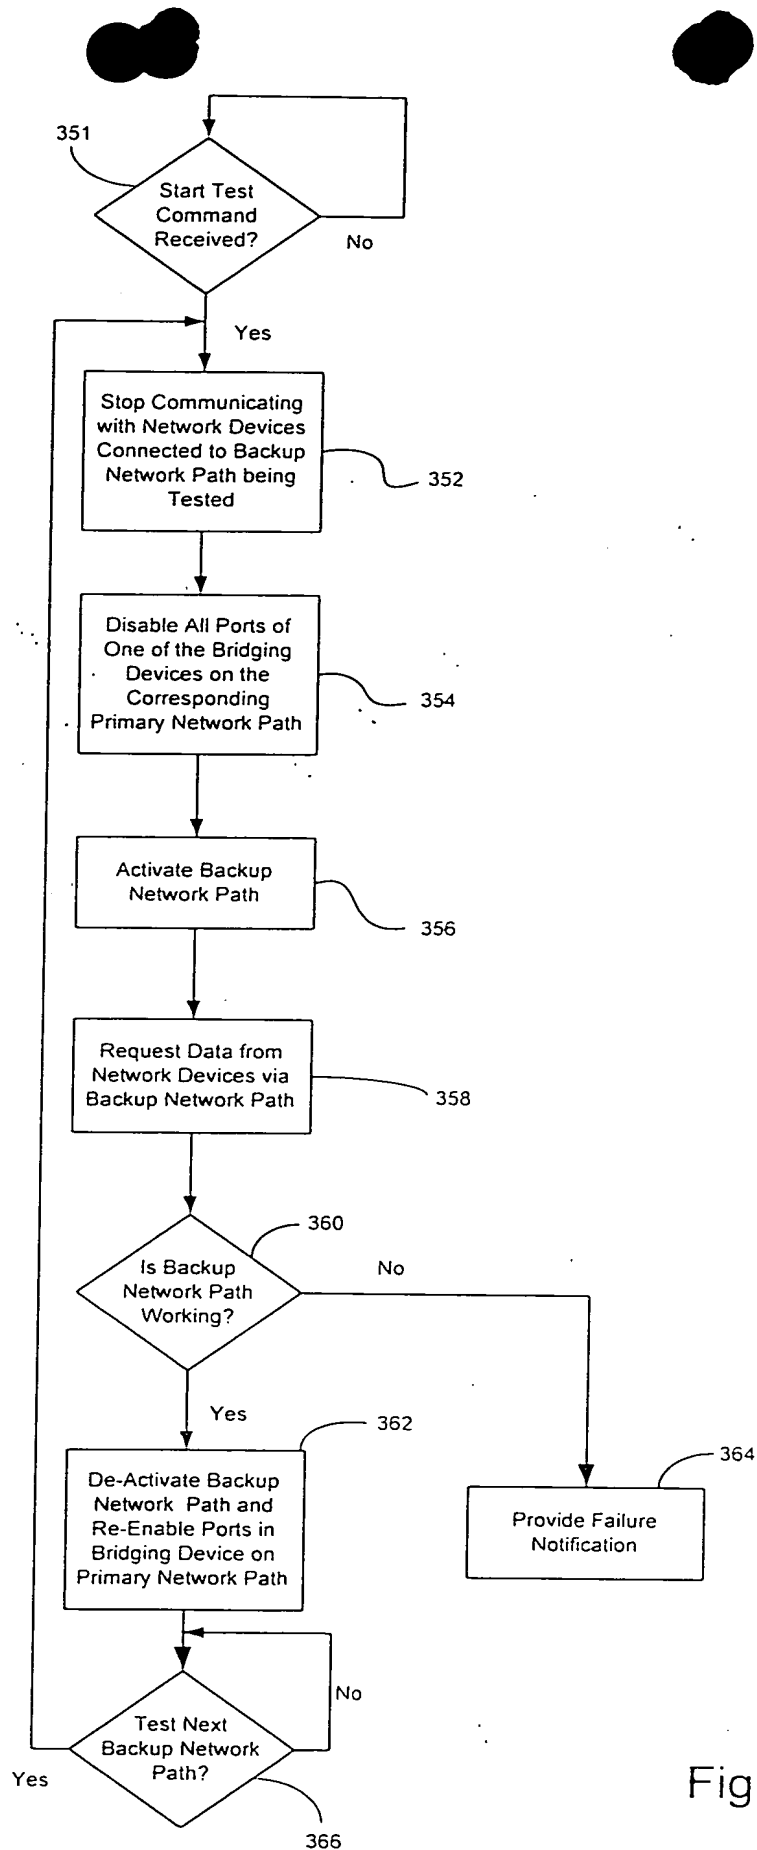 351
Start Test
Command
Received?
No
Yes
Stop Communicating
with Network Devices
Connected to Backup
Network Path being
Tested
352
Disable All Ports of
One of the Bridging
Devices on the
Corresponding
Primary Network Path
354
Activate Backup
Network Path
356
Request Data from
Network Devices via
Backup Network Path
358
360
Is Backup
Network Path
Working?
No
Yes
362
De-Activate Backup
Network Path and
Re-Enable Ports in
Bridging Device on
Primary Network Path
364
Provide Failure
Notification
No
Test Next
Backup Network
Path?
Yes
366
Fig